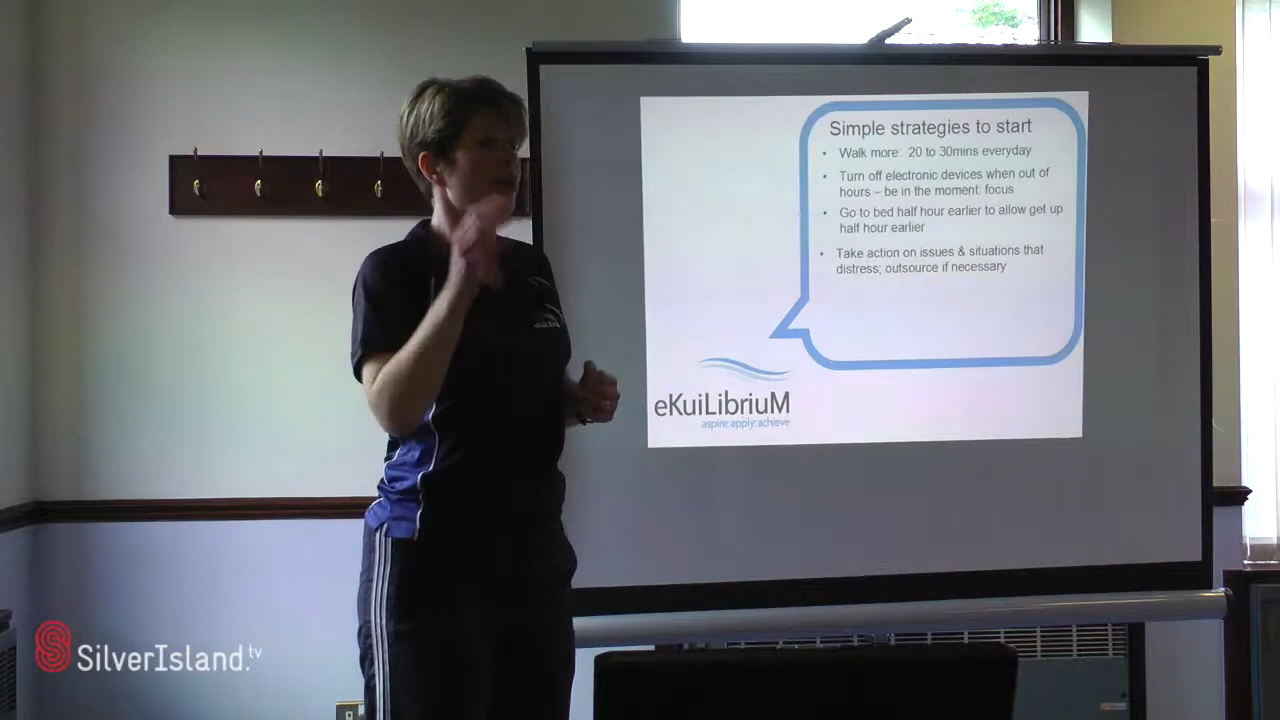 Simple strategies to start
• Walk more: 20 to 30mins everyday
• Turn off electronic devices when out of
hours – be in the moment: focus
• Go to bed half hour earlier to allow get up
half hour earlier
• Take action on issues & situations that
distress; outsource if necessary
eKuiLibriuM
aspire: apply: achieve
SilverIsland.tv